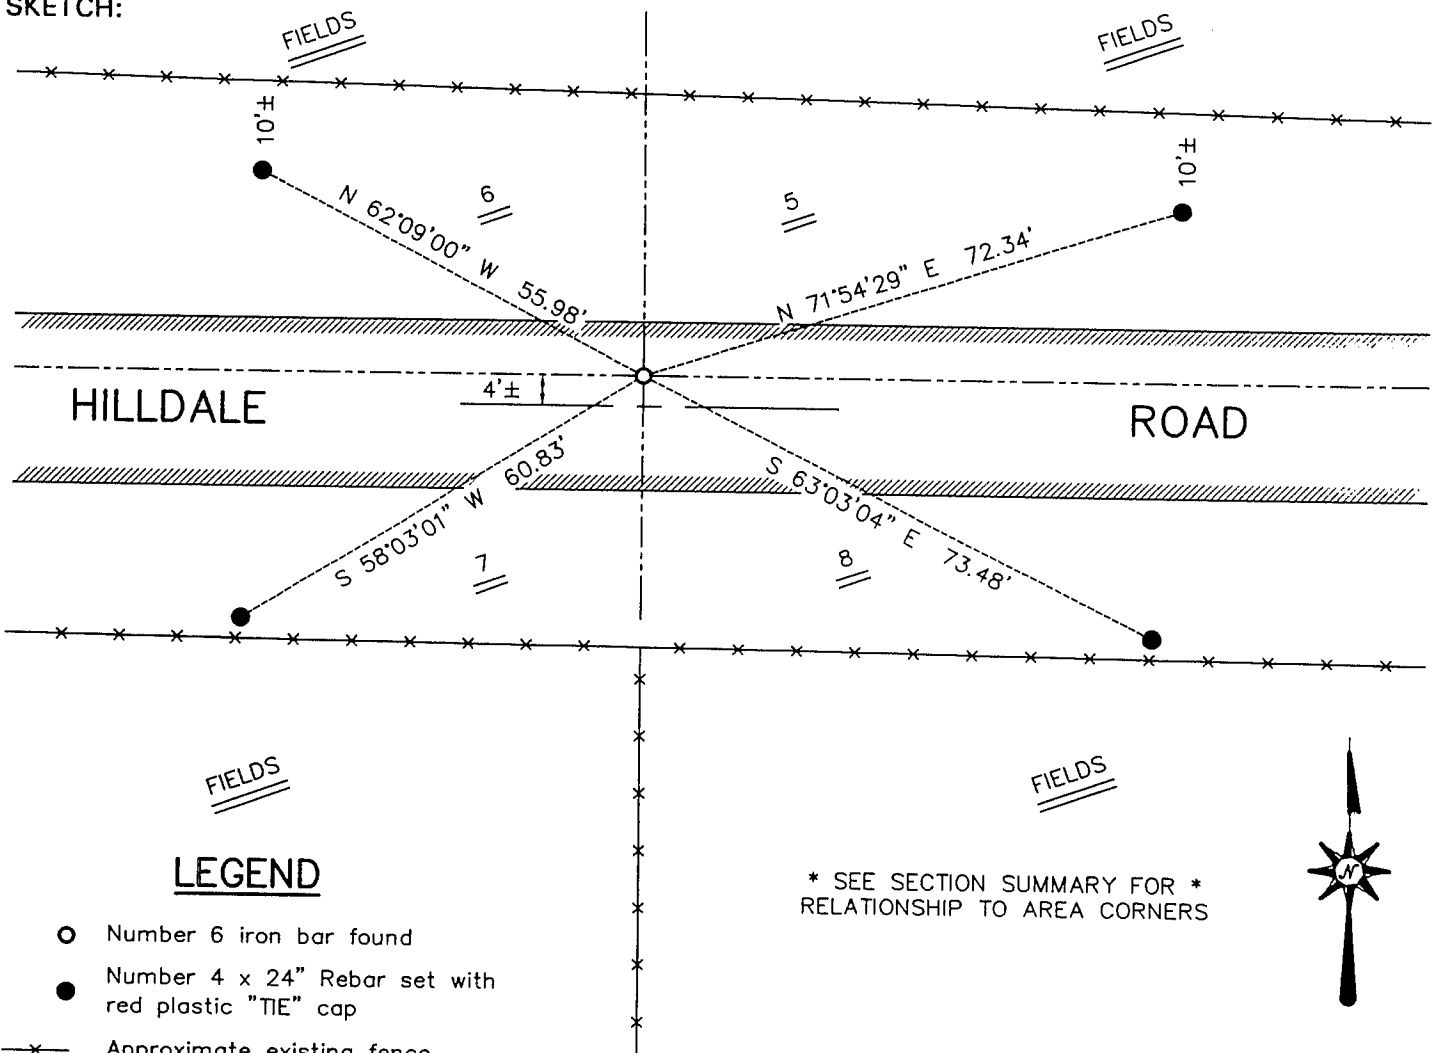 SKETCH:
FIELDS
FIELDS
10'±
10'±
6
5
N 62°09'00" W 55.98'
N 71°54'29" E 72.34'
4'±
HILLDALE ROAD
S 58°03'01" W 60.83'
S 63°03'04" E 73.48'
7
8
FIELDS
FIELDS
LEGEND
Number 6 iron bar found
Number 4 x 24" Rebar set with
red plastic "TIE" cap
Approximate existing fence
* SEE SECTION SUMMARY FOR *
RELATIONSHIP TO AREA CORNERS
N